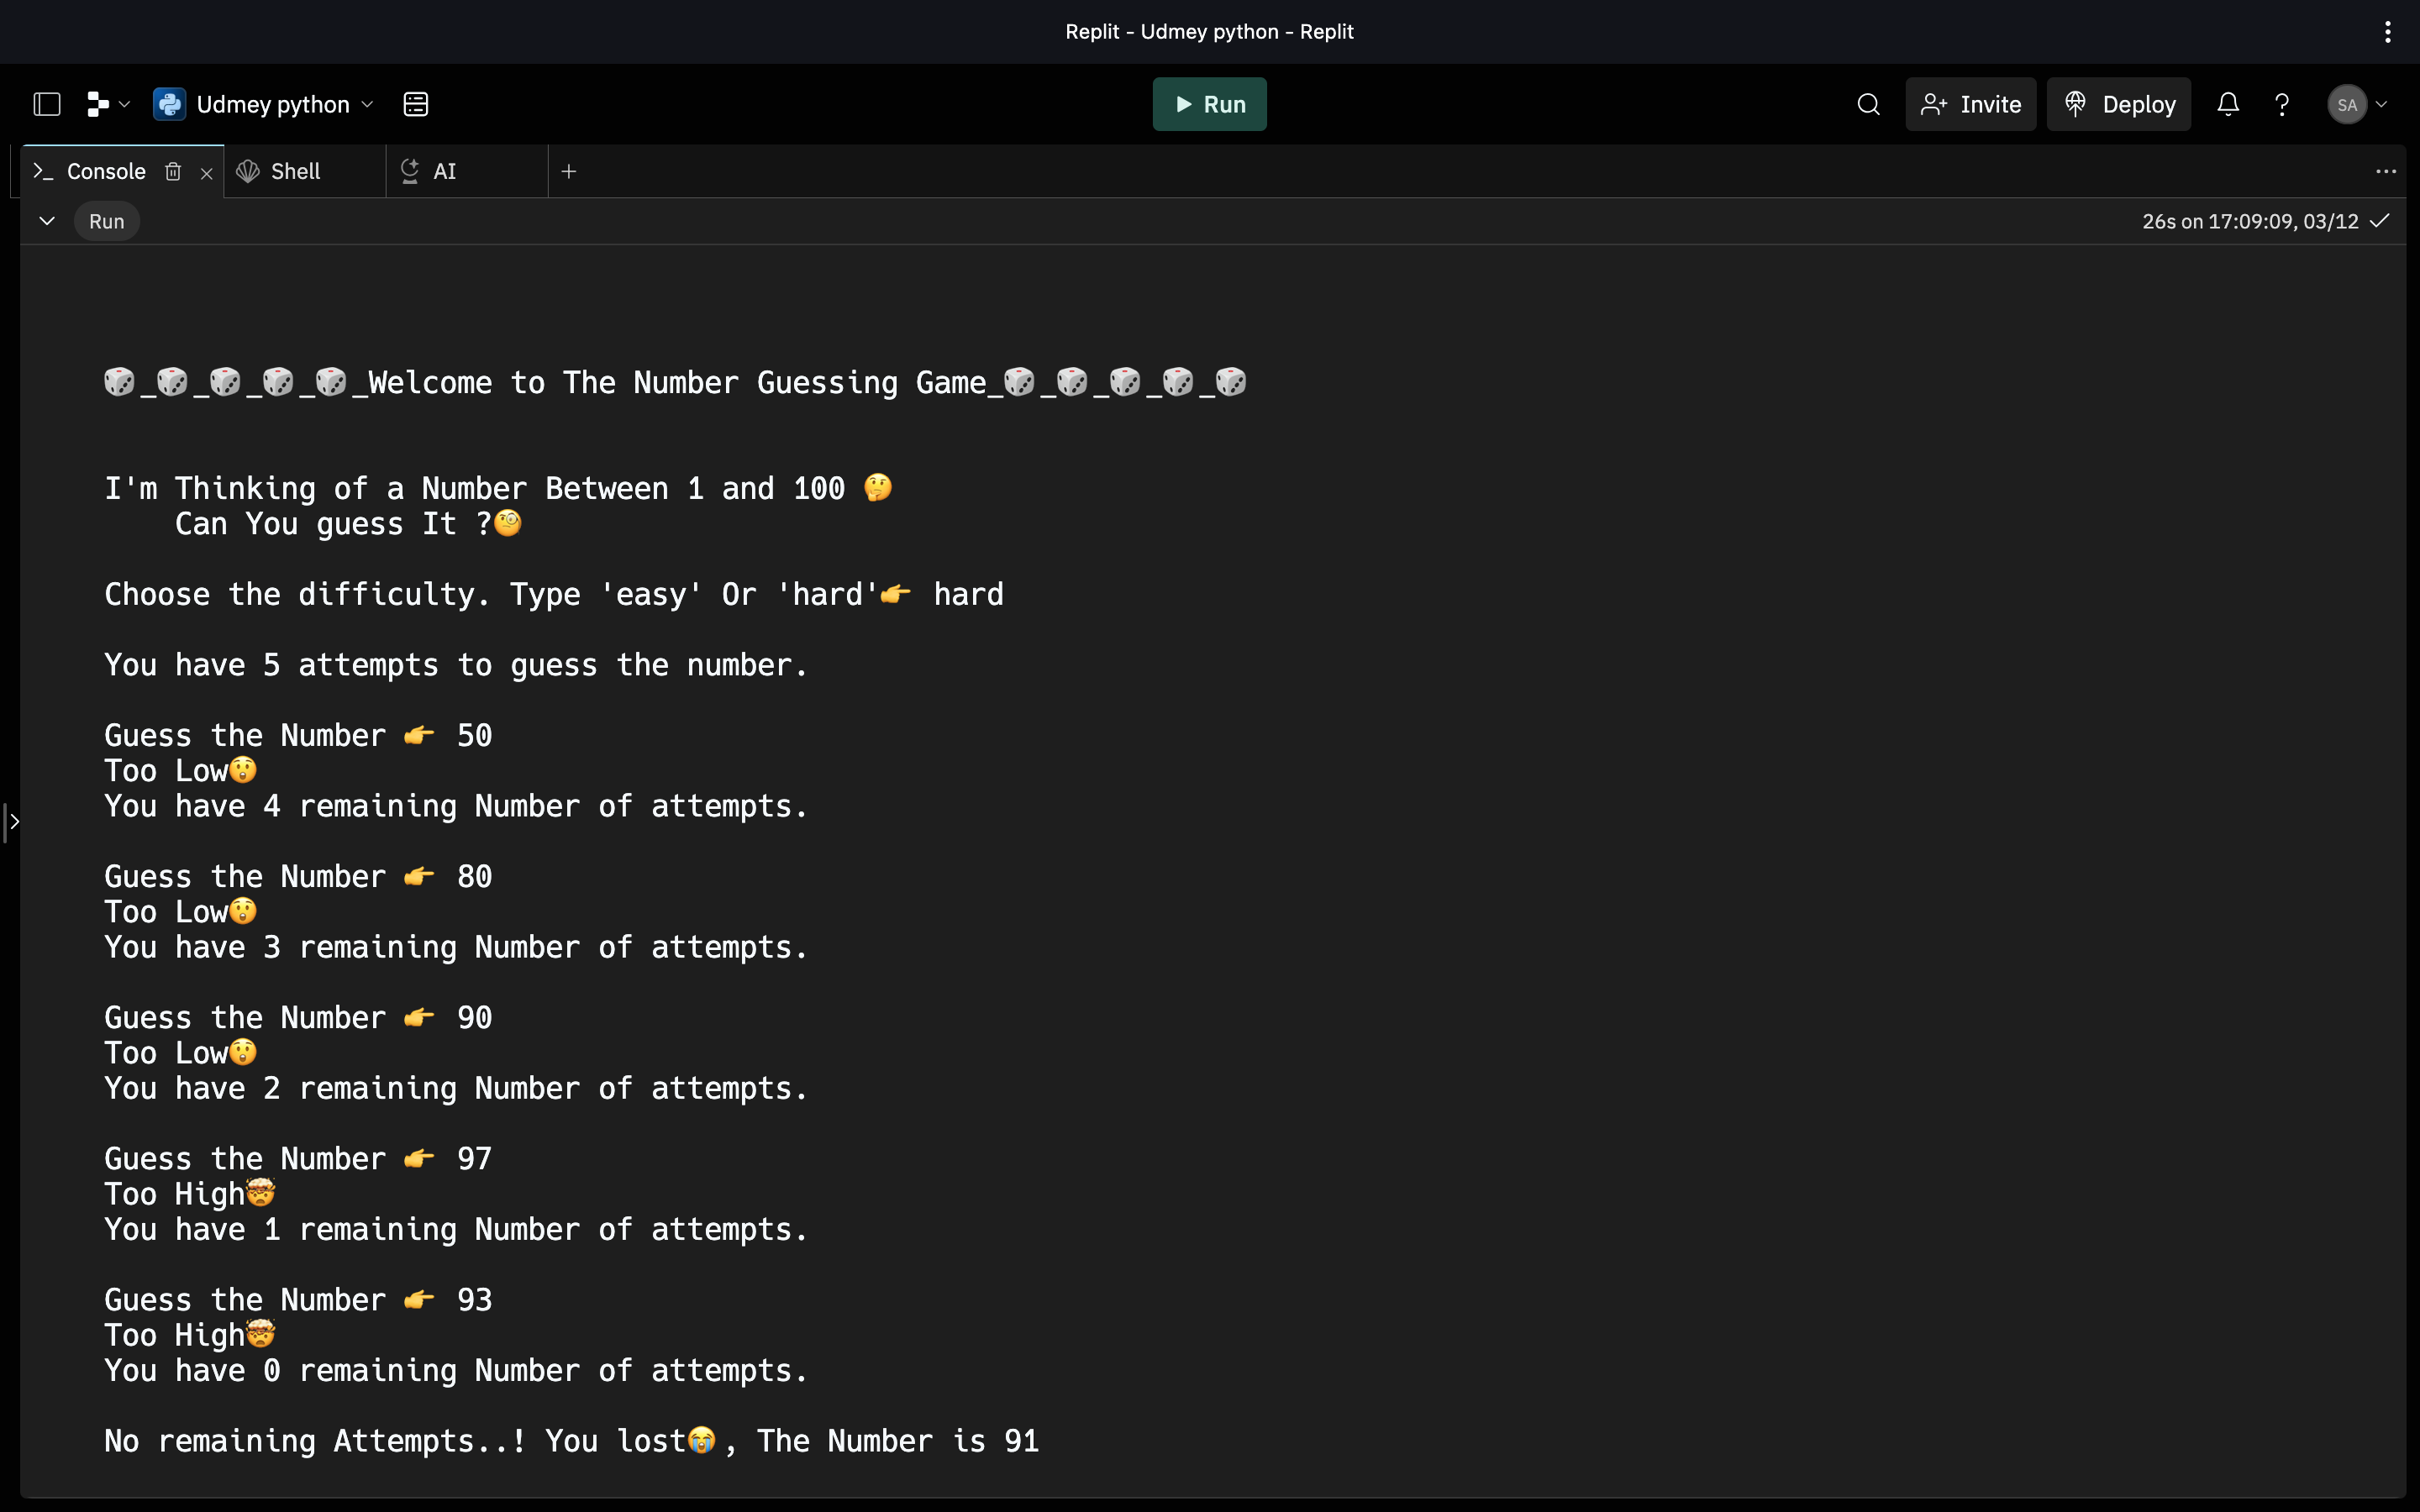 Replit - Udmey python - Replit
Udmey python
Run
Invite
Deploy
SA
Console
Shell
AI
Run
26s on 17:09:09, 03/12
🎲_🎲_🎲_🎲_🎲_Welcome to The Number Guessing Game_🎲_🎲_🎲_🎲_🎲
I'm Thinking of a Number Between 1 and 100 🤔
Can You guess It ?🧐
Choose the difficulty. Type 'easy' Or 'hard'👉 hard
You have 5 attempts to guess the number.
Guess the Number 👉 50
Too Low😲
You have 4 remaining Number of attempts.
Guess the Number 👉 80
Too Low😲
You have 3 remaining Number of attempts.
Guess the Number 👉 90
Too Low😲
You have 2 remaining Number of attempts.
Guess the Number 👉 97
Too High🤯
You have 1 remaining Number of attempts.
Guess the Number 👉 93
Too High🤯
You have 0 remaining Number of attempts.
No remaining Attempts..! You lost😭, The Number is 91